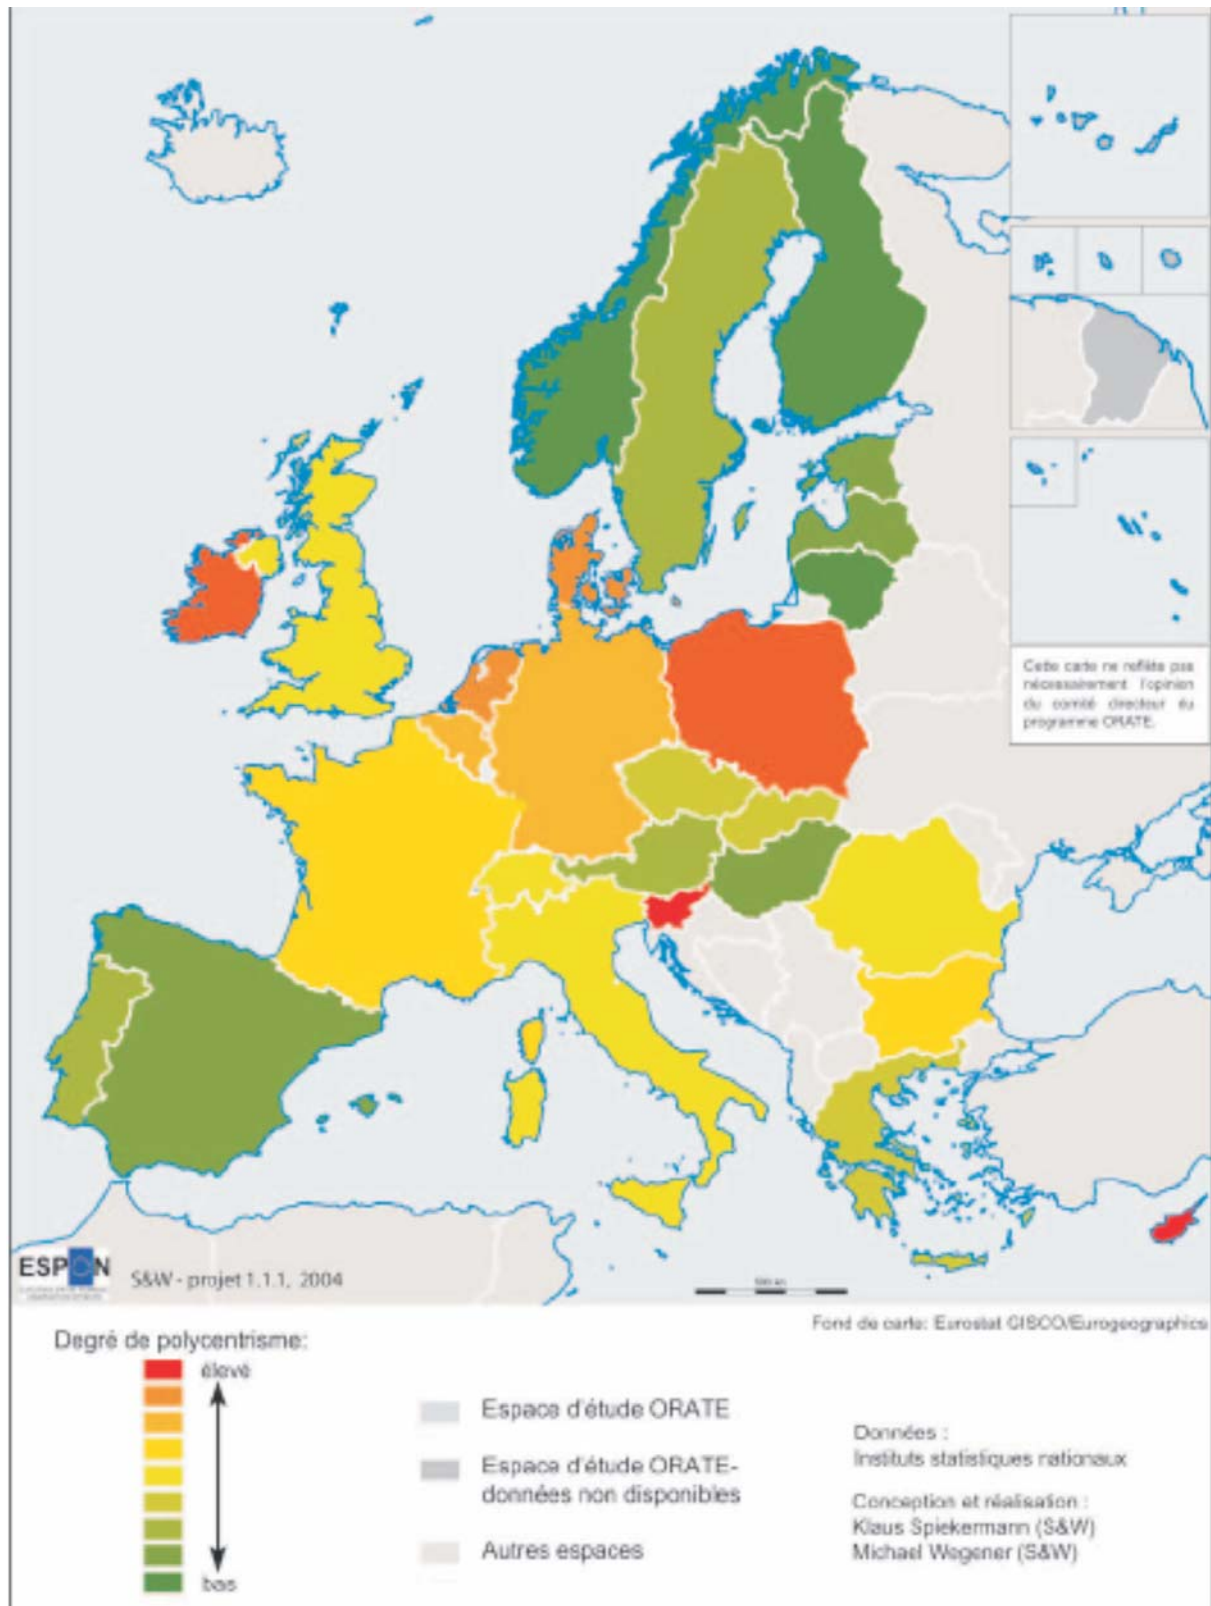 Cette carte ne reflète pas
nécessairement l'opinion
du comité directeur du
programme ORATE.
ESPON
S&W - projet 1.1.1, 2004
500 km
Fond de carte: Eurostat GISCO/Eurogeographics
Degré de polycentrisme:
élevé
bas
Espace d'étude ORATE
Espace d'étude ORATE-
données non disponibles
Autres espaces
Données :
Instituts statistiques nationaux
Conception et réalisation :
Klaus Spiekermann (S&W)
Michael Wegener (S&W)